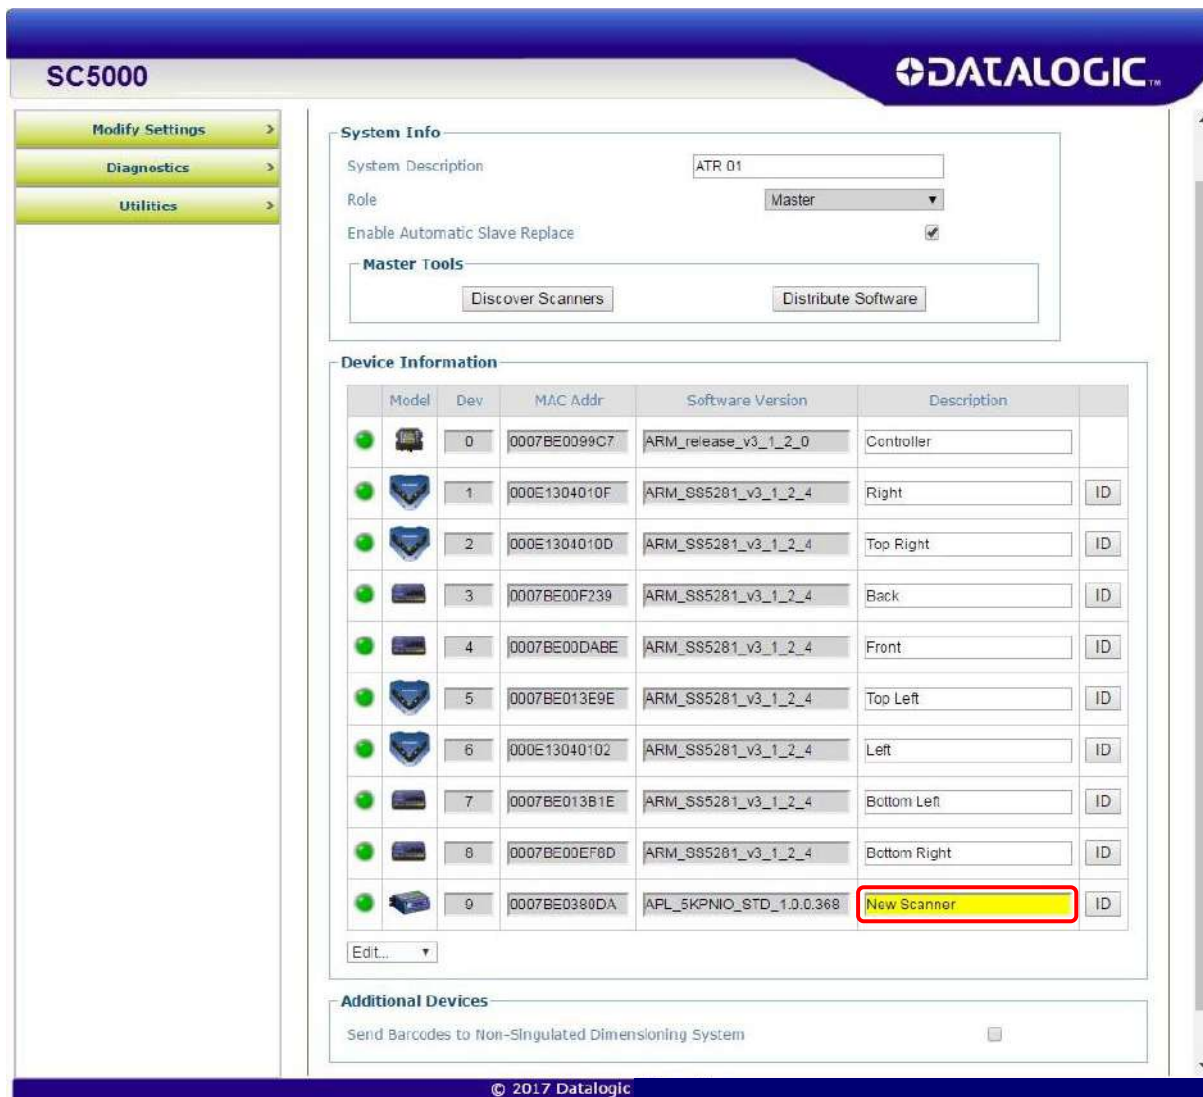 SC5000
DATALOGIC™
Modify Settings >
Diagnostics >
Utilities >
System Info
System Description ATR 01
Role Master
Enable Automatic Slave Replace
Master Tools
Discover Scanners Distribute Software
Device Information
Model Dev MAC Addr Software Version Description
0 0007BE0099C7 ARM_release_v3_1_2_0 Controller
1 000E1304010F ARM_SS5281_v3_1_2_4 Right ID
2 000E1304010D ARM_SS5281_v3_1_2_4 Top Right ID
3 0007BE00F239 ARM_SS5281_v3_1_2_4 Back ID
4 0007BE00DABE ARM_SS5281_v3_1_2_4 Front ID
5 0007BE013E9E ARM_SS5281_v3_1_2_4 Top Left ID
6 000E13040102 ARM_SS5281_v3_1_2_4 Left ID
7 0007BE013B1E ARM_SS5281_v3_1_2_4 Bottom Left ID
8 0007BE00EF8D ARM_SS5281_v3_1_2_4 Bottom Right ID
9 0007BE0380DA APL_5KPNIO_STD_1.0.0.368 New Scanner ID
Edit...
Additional Devices
Send Barcodes to Non-Singulated Dimensioning System
© 2017 Datalogic